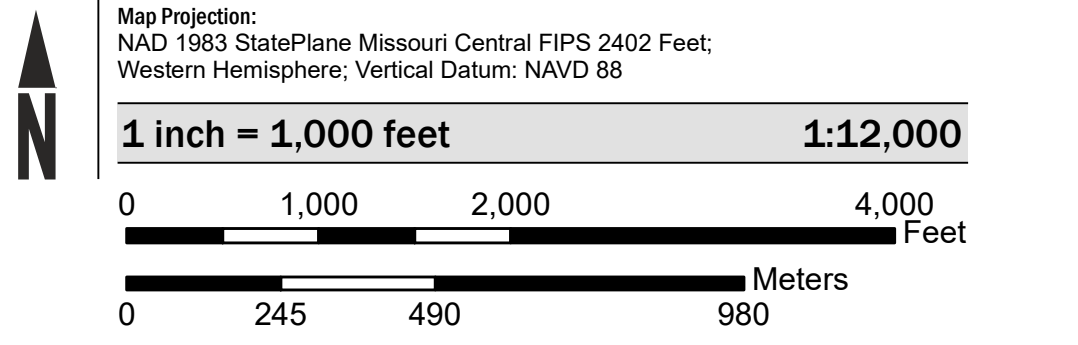 Map Projection:
NAD 1983 StatePlane Missouri Central FIPS 2402 Feet;
Western Hemisphere; Vertical Datum: NAVD 88
N
1 inch = 1,000 feet 1:12,000
0 1,000 2,000 4,000
Feet
Meters
0 245 490 980